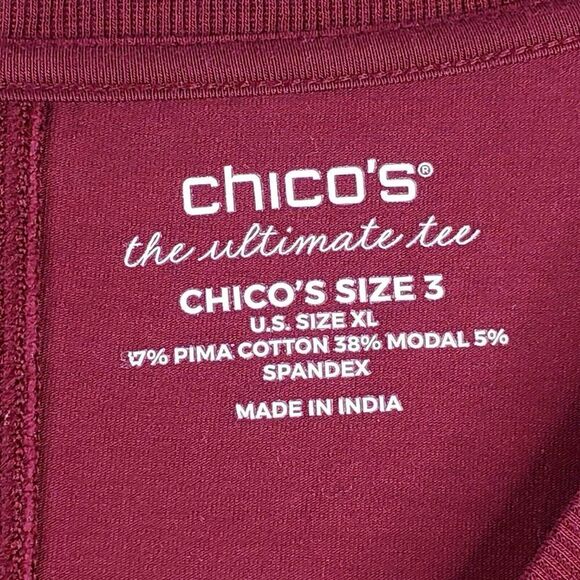 chico's®
the ultimate tee
CHICO'S SIZE 3
U.S. SIZE XL
PIMA COTTON 38% MODAL 5%
SPANDEX
MADE IN INDIA